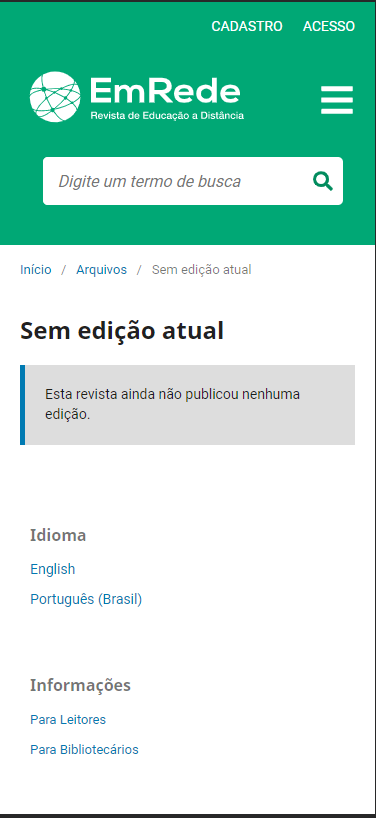 CADASTRO ACESSO
EmRede
Revista de Educação a Distância
Digite um termo de busca
Início / Arquivos / Sem edição atual
Sem edição atual
Esta revista ainda não publicou nenhuma
edição.
Idioma
English
Português (Brasil)
Informações
Para Leitores
Para Bibliotecários